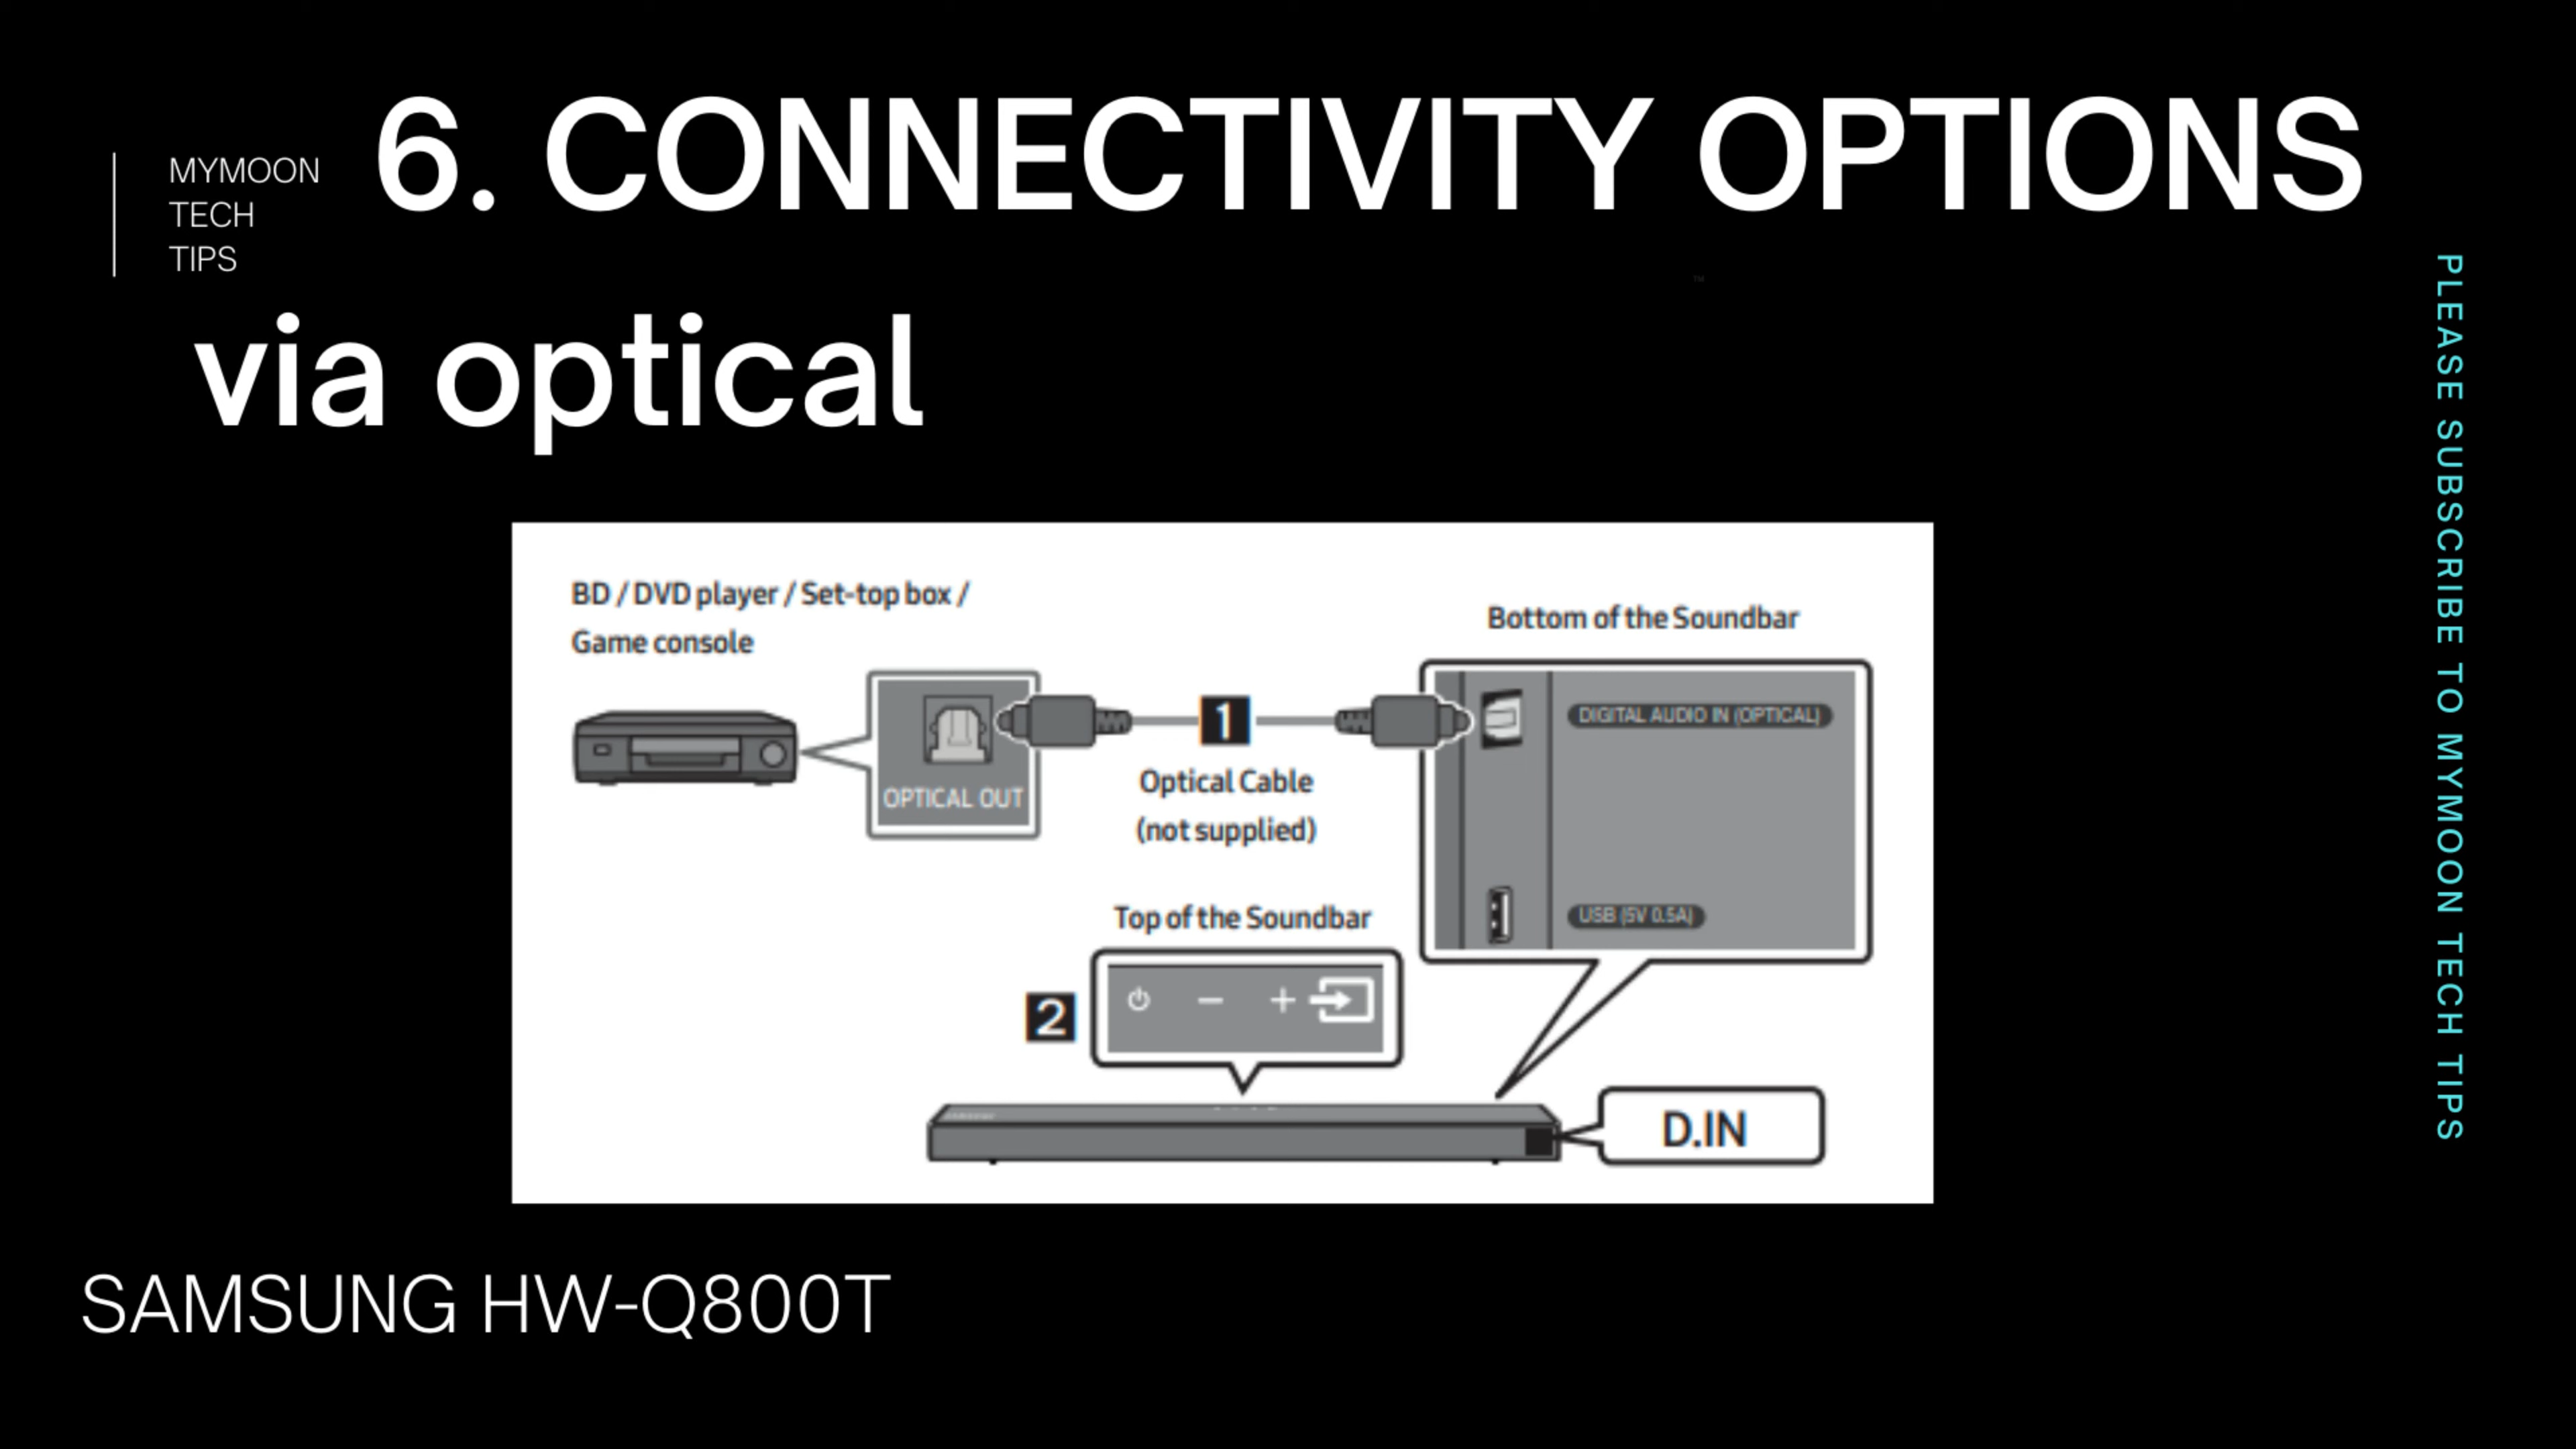 6. CONNECTIVITY OPTIONS
MYMOON
TECH
TIPS
via optical
PLEASE SUBSCRIBE TO MYMOON TECH TIPS
BD / DVD player / Set-top box /
Game console
Bottom of the Soundbar
OPTICAL OUT
1
DIGITAL AUDIO IN (OPTICAL)
Optical Cable
(not supplied)
USB (5V 0.5A)
Top of the Soundbar
2
D.IN
SAMSUNG HW-Q800T